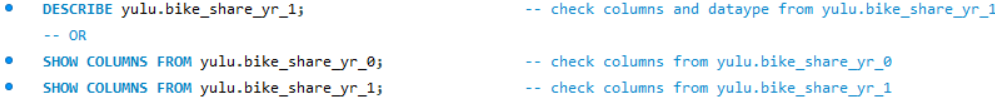 DESCRIBE yulu.bike_share_yr_1; -- check columns and dataype from yulu.bike_share_yr_1
-- OR
SHOW COLUMNS FROM yulu.bike_share_yr_0; -- check columns from yulu.bike_share_yr_0
SHOW COLUMNS FROM yulu.bike_share_yr_1; -- check columns from yulu.bike_share_yr_1